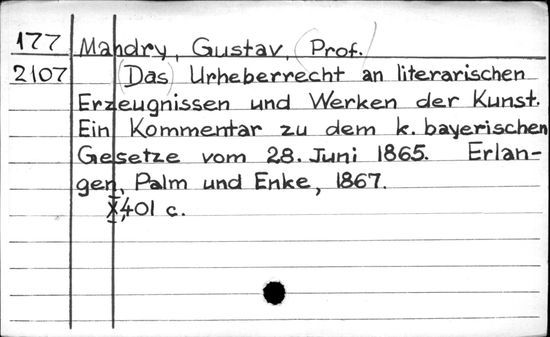 177 Mandry, Gustav, (Prof.)
2107 (Das) Urheberrecht an literarischen
Erzeugnissen und Werken der Kunst.
Ein Kommentar zu dem k. bayerischen
Gesetze vom 28. Juni 1865. Erlan-
gen, Palm und Enke, 1867.
X, 401 c.